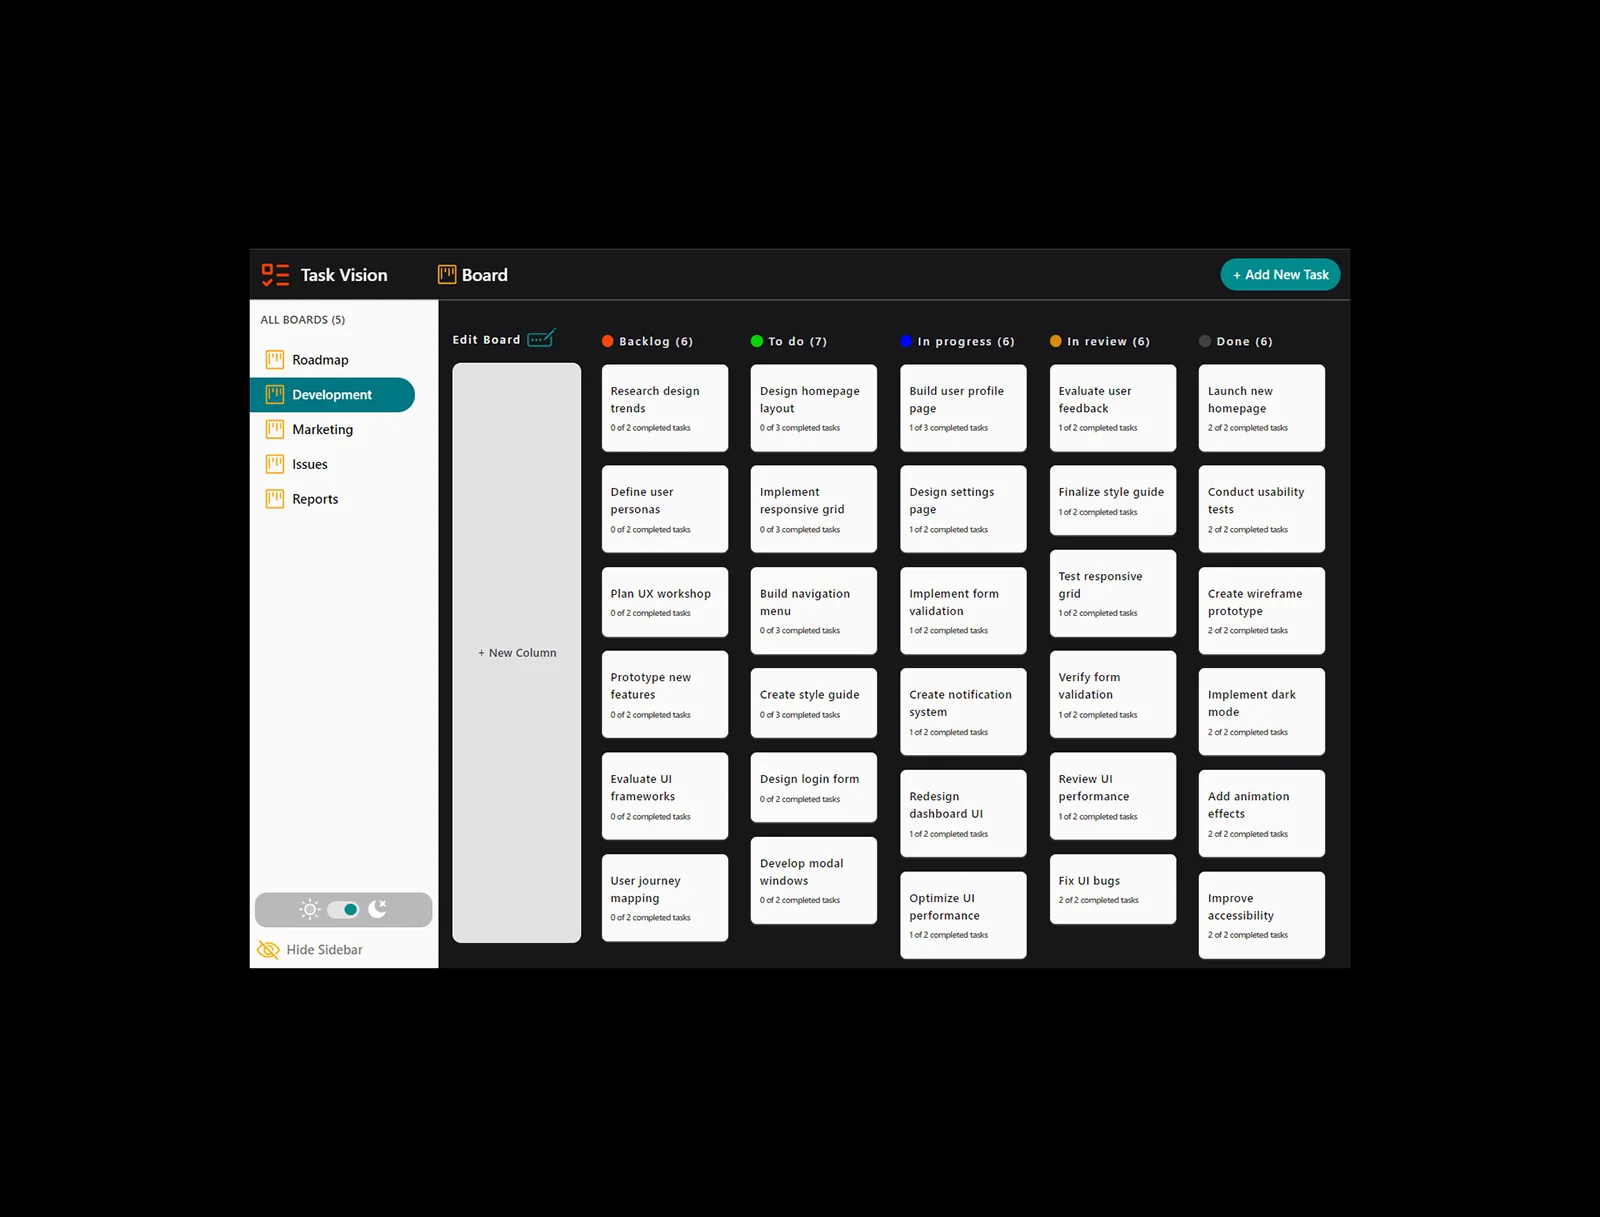 Task Vision
Board
+ Add New Task
ALL BOARDS (5)
Roadmap
Development
Marketing
Issues
Reports
Hide Sidebar
Edit Board
+ New Column
Backlog (6)
Research design
trends
0 of 2 completed tasks
Define user
personas
0 of 2 completed tasks
Plan UX workshop
0 of 2 completed tasks
Prototype new
features
0 of 2 completed tasks
Evaluate UI
frameworks
0 of 2 completed tasks
User journey
mapping
0 of 2 completed tasks
To do (7)
Design homepage
layout
0 of 3 completed tasks
Implement
responsive grid
0 of 3 completed tasks
Build navigation
menu
0 of 3 completed tasks
Create style guide
0 of 3 completed tasks
Design login form
0 of 2 completed tasks
Develop modal
windows
0 of 2 completed tasks
In progress (6)
Build user profile
page
1 of 3 completed tasks
Design settings
page
1 of 2 completed tasks
Implement form
validation
1 of 2 completed tasks
Create notification
system
1 of 2 completed tasks
Redesign
dashboard UI
1 of 2 completed tasks
Optimize UI
performance
1 of 2 completed tasks
In review (6)
Evaluate user
feedback
1 of 2 completed tasks
Finalize style guide
1 of 2 completed tasks
Test responsive
grid
1 of 2 completed tasks
Verify form
validation
1 of 2 completed tasks
Review UI
performance
1 of 2 completed tasks
Fix UI bugs
2 of 2 completed tasks
Done (6)
Launch new
homepage
2 of 2 completed tasks
Conduct usability
tests
2 of 2 completed tasks
Create wireframe
prototype
2 of 2 completed tasks
Implement dark
mode
2 of 2 completed tasks
Add animation
effects
2 of 2 completed tasks
Improve
accessibility
2 of 2 completed tasks